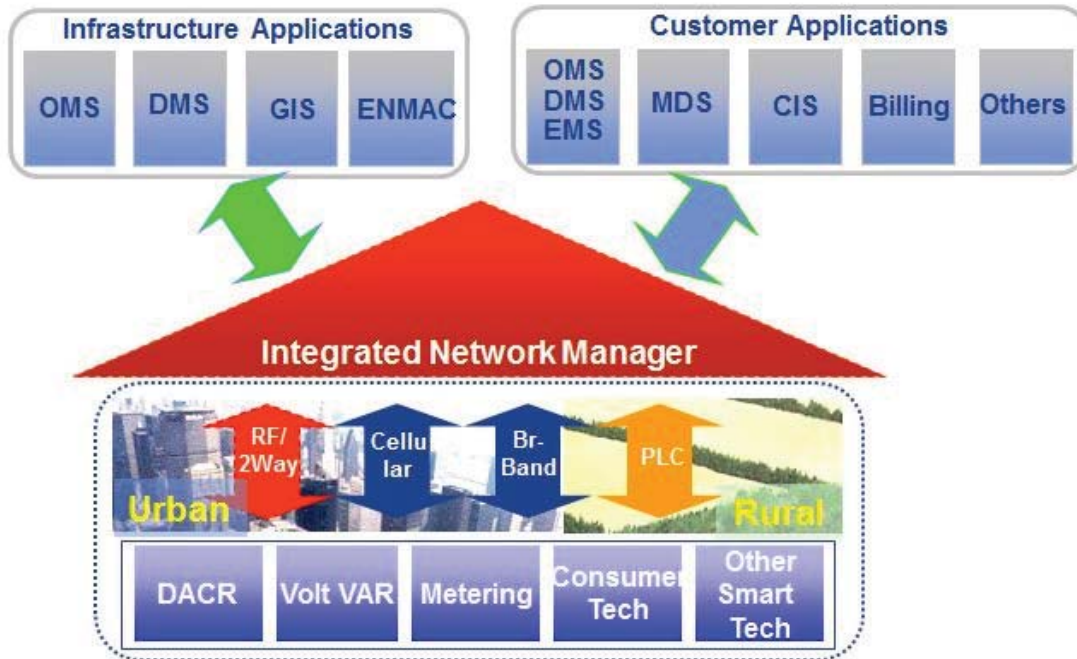 Infrastructure Applications
OMS
DMS
GIS
ENMAC
Customer Applications
OMS
DMS
EMS
MDS
CIS
Billing
Others
Integrated Network Manager
RF/
2Way
Cellu
lar
Br-
Band
PLC
Urban
Rural
DACR
Volt VAR
Metering
Consumer
Tech
Other
Smart
Tech